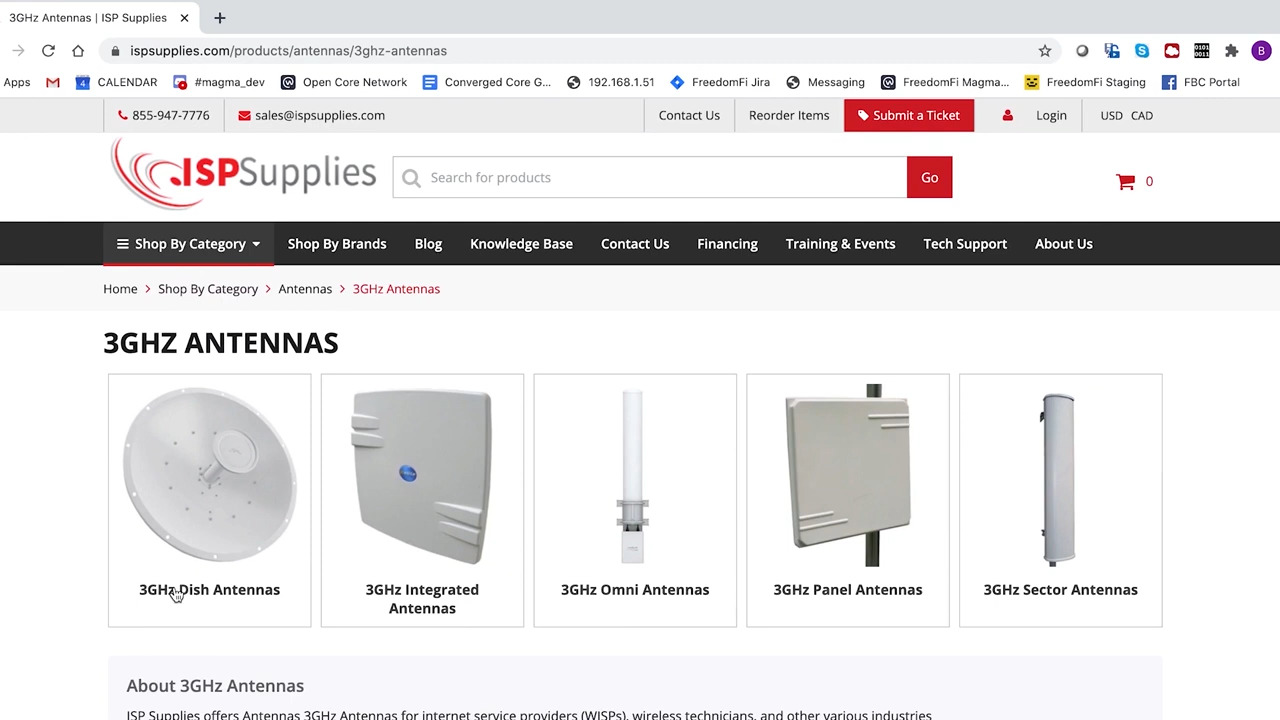 3GHz Antennas | ISP Supplies
ispsupplies.com/products/antennas/3ghz-antennas
B
Apps CALENDAR #magma_dev Open Core Network Converged Core G... 192.168.1.51 FreedomFi Jira Messaging FreedomFi Magma... FreedomFi Staging FBC Portal
855-947-7776 sales@ispsupplies.com Contact Us Reorder Items Submit a Ticket Login USD CAD
ISPSupplies Search for products Go 0
Shop By Category Shop By Brands Blog Knowledge Base Contact Us Financing Training & Events Tech Support About Us
Home > Shop By Category > Antennas > 3GHz Antennas
3GHZ ANTENNAS
3GHz Dish Antennas
3GHz Integrated
Antennas
3GHz Omni Antennas
3GHz Panel Antennas
3GHz Sector Antennas
About 3GHz Antennas
ISP Supplies offers Antennas 3GHz Antennas for internet service providers (WISPs), wireless technicians, and other various industries